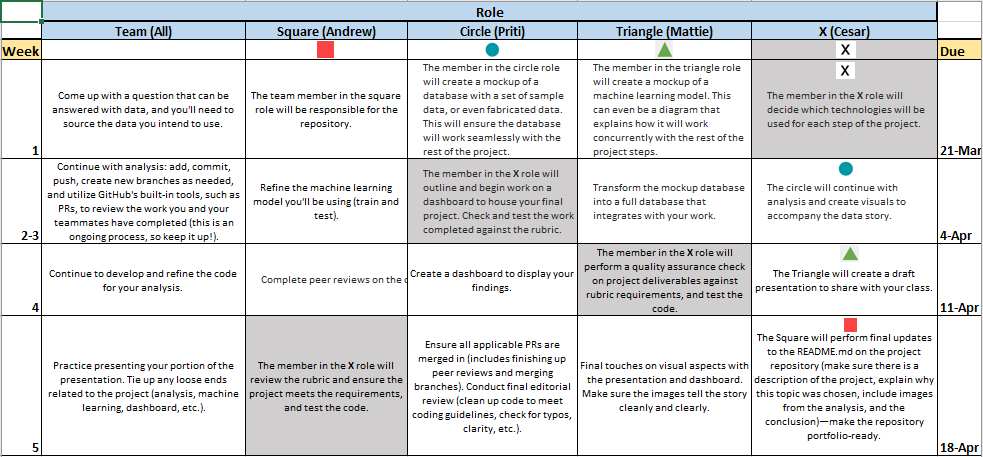 Role
Team (All) Square (Andrew) Circle (Priti) Triangle (Mattie) X (Cesar)
Week X Due
X
Come up with a question that can be
answered with data, and you'll need to
source the data you intend to use.
The team member in the square
role will be responsible for the
repository.
The member in the circle role
will create a mockup of a
database with a set of sample
data, or even fabricated data.
This will ensure the database
will work seamlessly with the
rest of the project.
The member in the triangle role
will create a mockup of a
machine learning model. This
can even be a diagram that
explains how it will work
concurrently with the rest of the
project steps.
The member in the X role will
decide which technologies will be
used for each step of the project.
1 21-Mar
Continue with analysis: add, commit,
push, create new branches as needed,
and utilize GitHub's built-in tools, such as
PRs, to review the work you and your
teammates have completed (this is an
ongoing process, so keep it up!).
Refine the machine learning
model you'll be using (train and
test).
The member in the X role will
outline and begin work on a
dashboard to house your final
project. Check and test the work
completed against the rubric.
Transform the mockup database
into a full database that
integrates with your work.
The circle will continue with
analysis and create visuals to
accompany the data story.
2-3 4-Apr
Continue to develop and refine the code
for your analysis.
Complete peer reviews on the
Create a dashboard to display your
findings.
The member in the X role will
perform a quality assurance check
on project deliverables against
rubric requirements, and test the
code.
The Triangle will create a draft
presentation to share with your class.
4 11-Apr
Practice presenting your portion of the
presentation. Tie up any loose ends
related to the project (analysis, machine
learning, dashboard, etc.).
The member in the X role will
review the rubric and ensure the
project meets the requirements,
and test the code.
Ensure all applicable PRs are
merged in (includes finishing up
peer reviews and merging
branches). Conduct final editorial
review (clean up code to meet
coding guidelines, check for typos,
clarity, etc.).
Final touches on visual aspects with
the presentation and dashboard.
Make sure the images tell the story
cleanly and clearly.
The Square will perform final updates
to the README.md on the project
repository (make sure there is a
description of the project, explain why
this topic was chosen, include images
from the analysis, and the
conclusion)—make the repository
portfolio-ready.
5 18-Apr